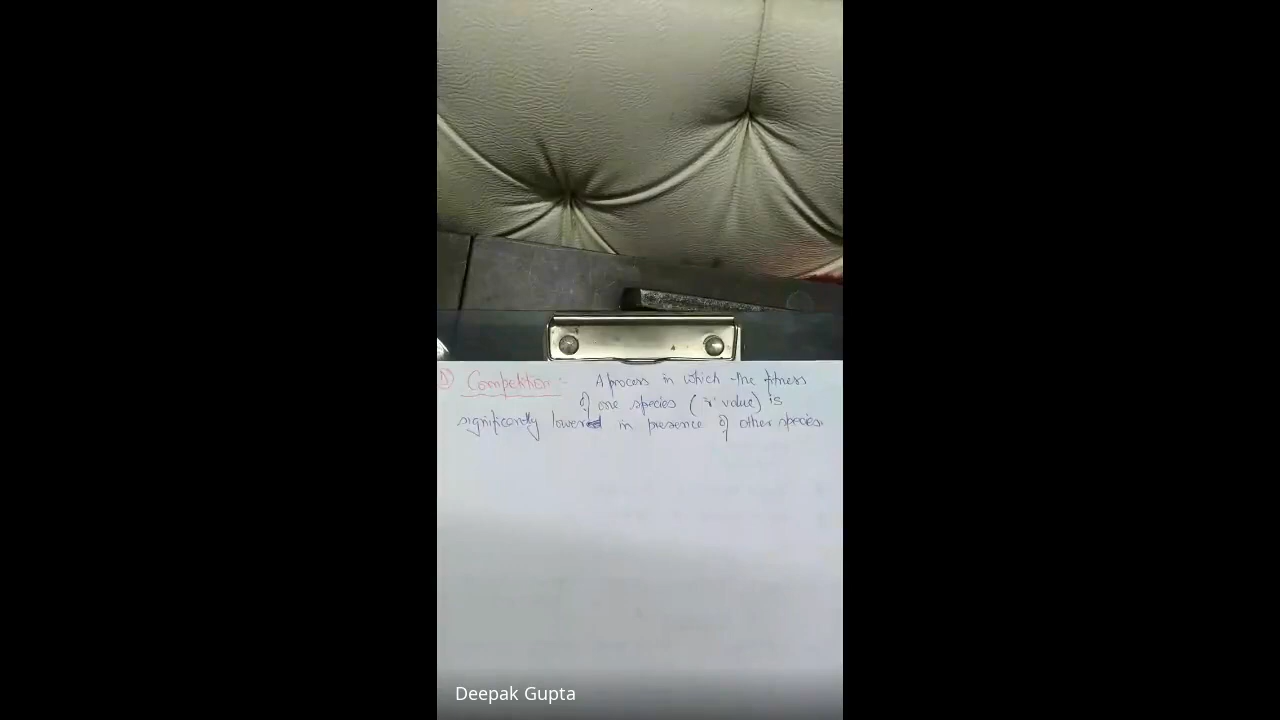 Competition :- A process in which the fitness
of one species ('r' value) is
significantly lowered in presence of other species.
Deepak Gupta